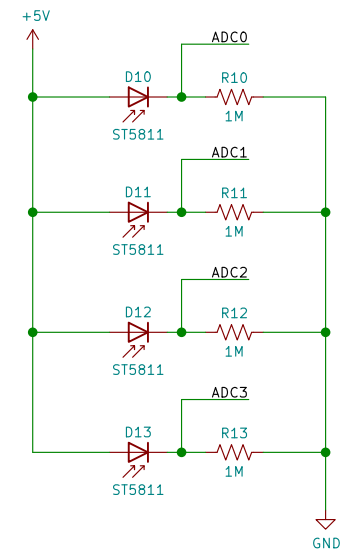 +5V
ADC0
D10
R10
ST5811
1M
ADC1
D11
R11
ST5811
1M
ADC2
D12
R12
ST5811
1M
ADC3
D13
R13
ST5811
1M
GND